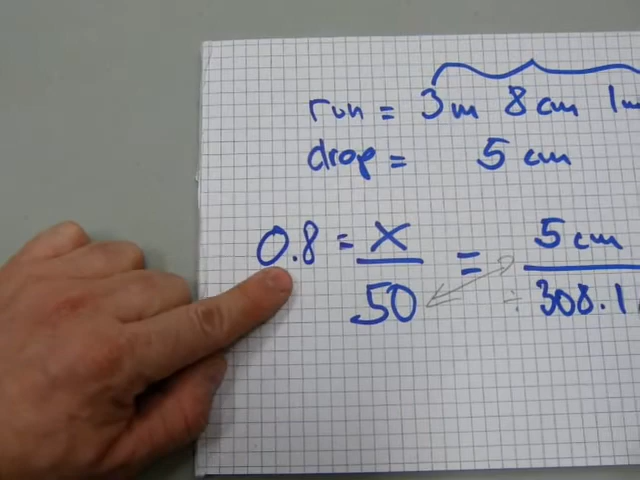 run = 3m 8cm 1m
drop = 5 cm
0.8 = x/50 = 5 cm/308.1